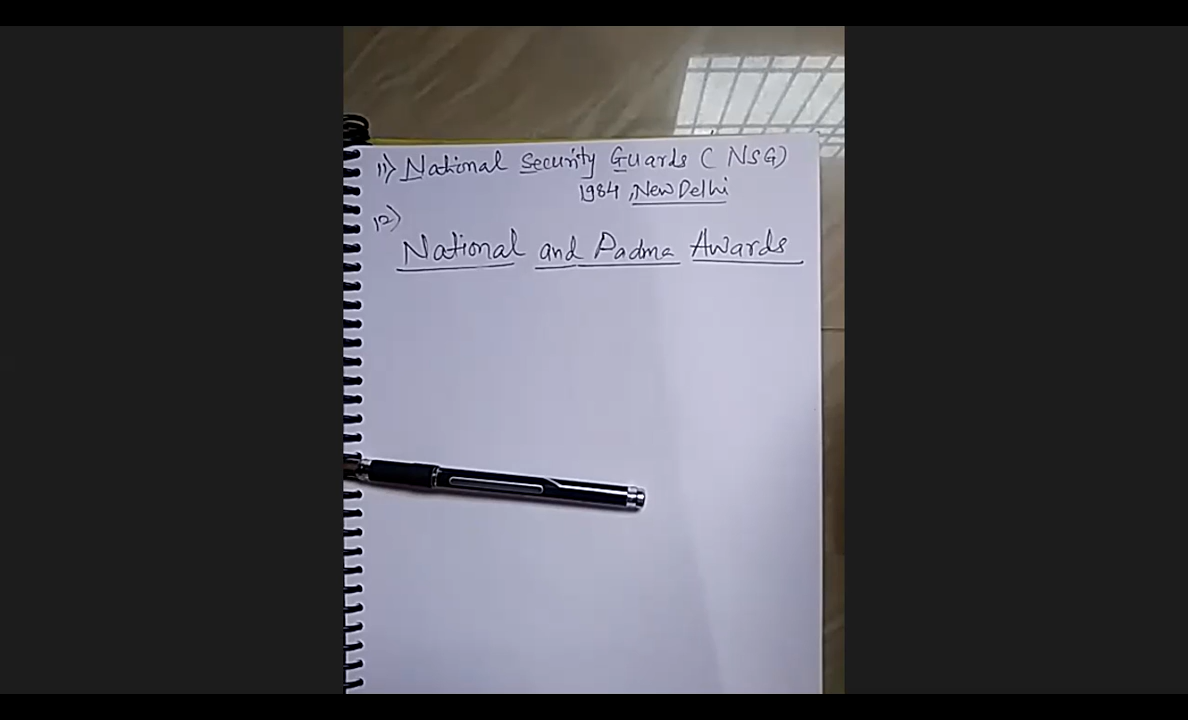 11) National Security Guards ( NSG)
1984 , New Delhi
12)
National and Padma Awards